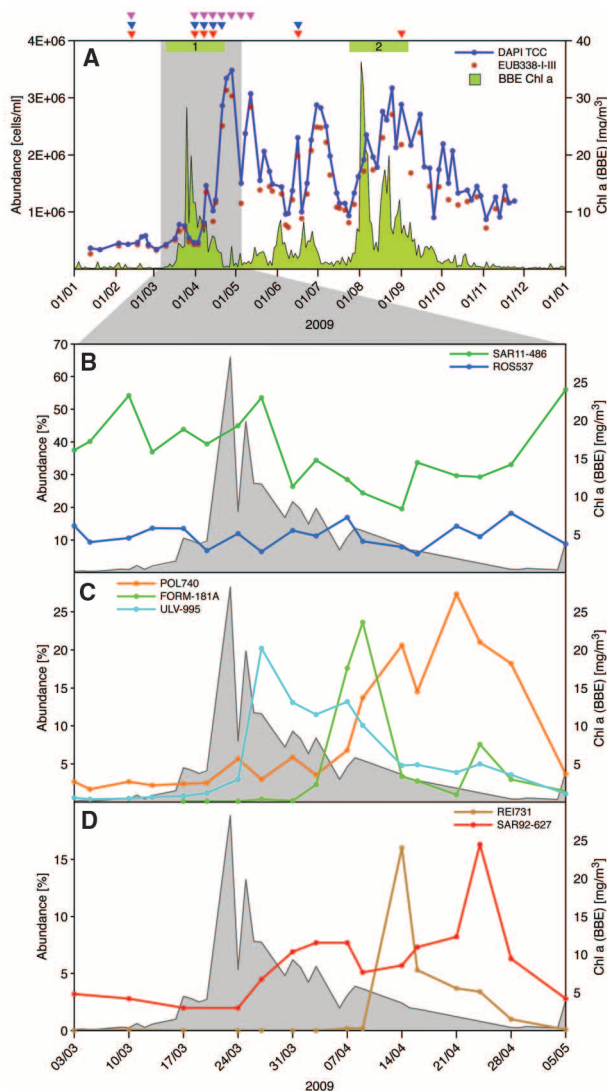 A
1
2
DAPI TCC
EUB338-I-III
BBE Chl a
Abundance [cells/ml]
4E+06
3E+06
2E+06
1E+06
Chl a (BBE) [mg/m³]
40
30
20
10
01/01
01/02
01/03
01/04
01/05
01/06
01/07
01/08
01/09
01/10
01/11
01/12
01/01
2009
B
SAR11-486
ROS537
Abundance [%]
70
60
50
40
30
20
10
Chl a (BBE) [mg/m³]
25
20
15
10
5
C
POL740
FORM-181A
ULV-995
Abundance [%]
25
20
15
10
5
Chl a (BBE) [mg/m³]
25
20
15
10
5
D
REI731
SAR92-627
Abundance [%]
15
10
5
0
Chl a (BBE) [mg/m³]
25
20
15
10
5
03/03
10/03
17/03
24/03
31/03
07/04
14/04
21/04
28/04
05/05
2009